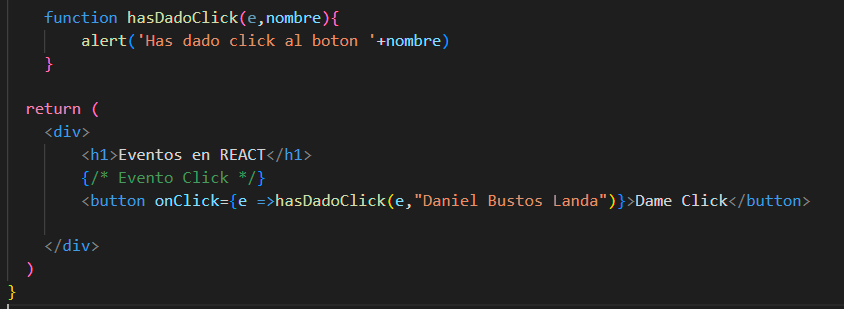 function hasDadoClick(e,nombre){
alert('Has dado click al boton '+nombre)
}
return (
<div>
<h1>Eventos en REACT</h1>
{/* Evento Click */}
<button onClick={e =>hasDadoClick(e,"Daniel Bustos Landa")}>Dame Click</button>
</div>
)
}